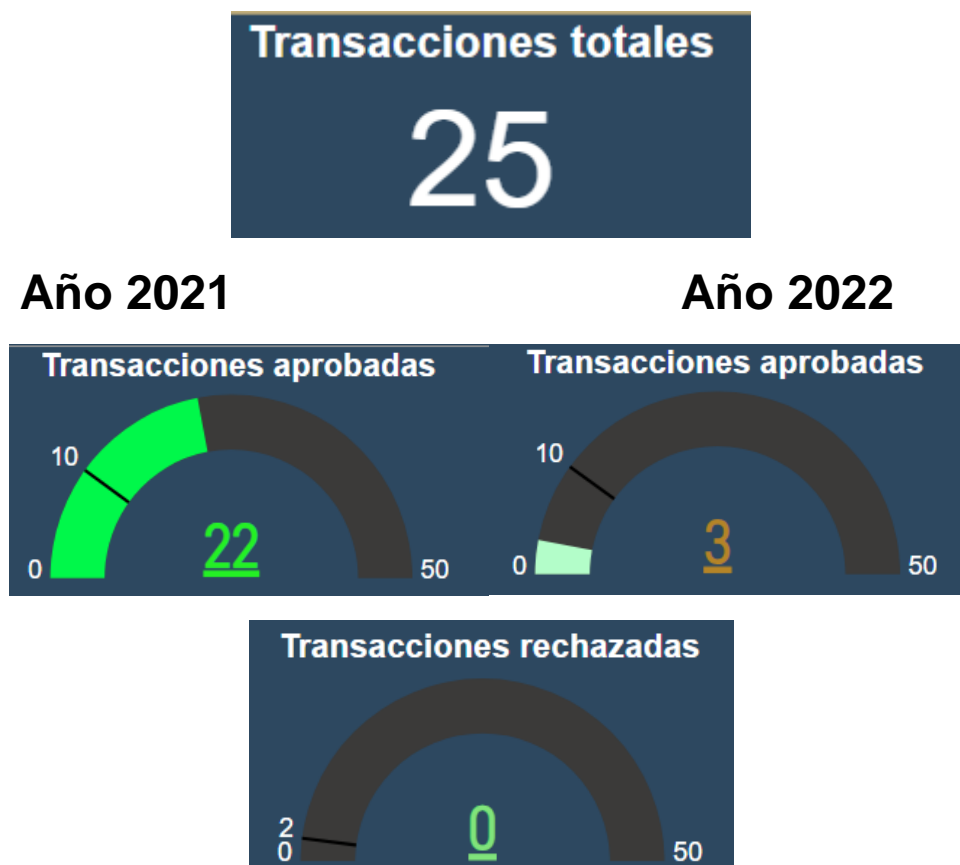 Transacciones totales
25
Año 2021
Año 2022
Transacciones aprobadas
10
0
22
50
Transacciones aprobadas
10
0
3
50
Transacciones rechazadas
2
0
0
50